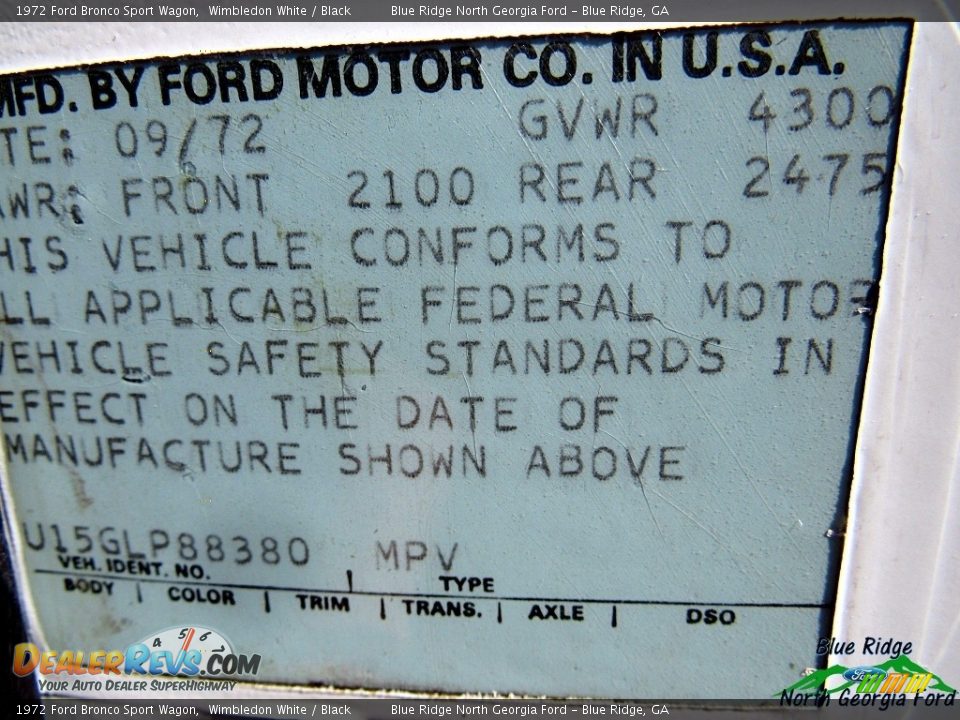 1972 Ford Bronco Sport Wagon, Wimbledon White / Black Blue Ridge North Georgia Ford - Blue Ridge, GA
MFD. BY FORD MOTOR CO. IN U.S.A.
TE: 09/72 GVWR 4300
AWR: FRONT 2100 REAR 2475
HIS VEHICLE CONFORMS TO
LL APPLICABLE FEDERAL MOTOR
VEHICLE SAFETY STANDARDS IN
EFFECT ON THE DATE OF
MANUFACTURE SHOWN ABOVE
U15GLP88380 MPV
VEH. IDENT. NO. TYPE
BODY COLOR TRIM TRANS. AXLE DSO
4 5 6
DEALERREVS.COM
YOUR AUTO DEALER SUPERHIGHWAY
Blue Ridge
Ford
North Georgia Ford
1972 Ford Bronco Sport Wagon, Wimbledon White / Black Blue Ridge North Georgia Ford - Blue Ridge, GA